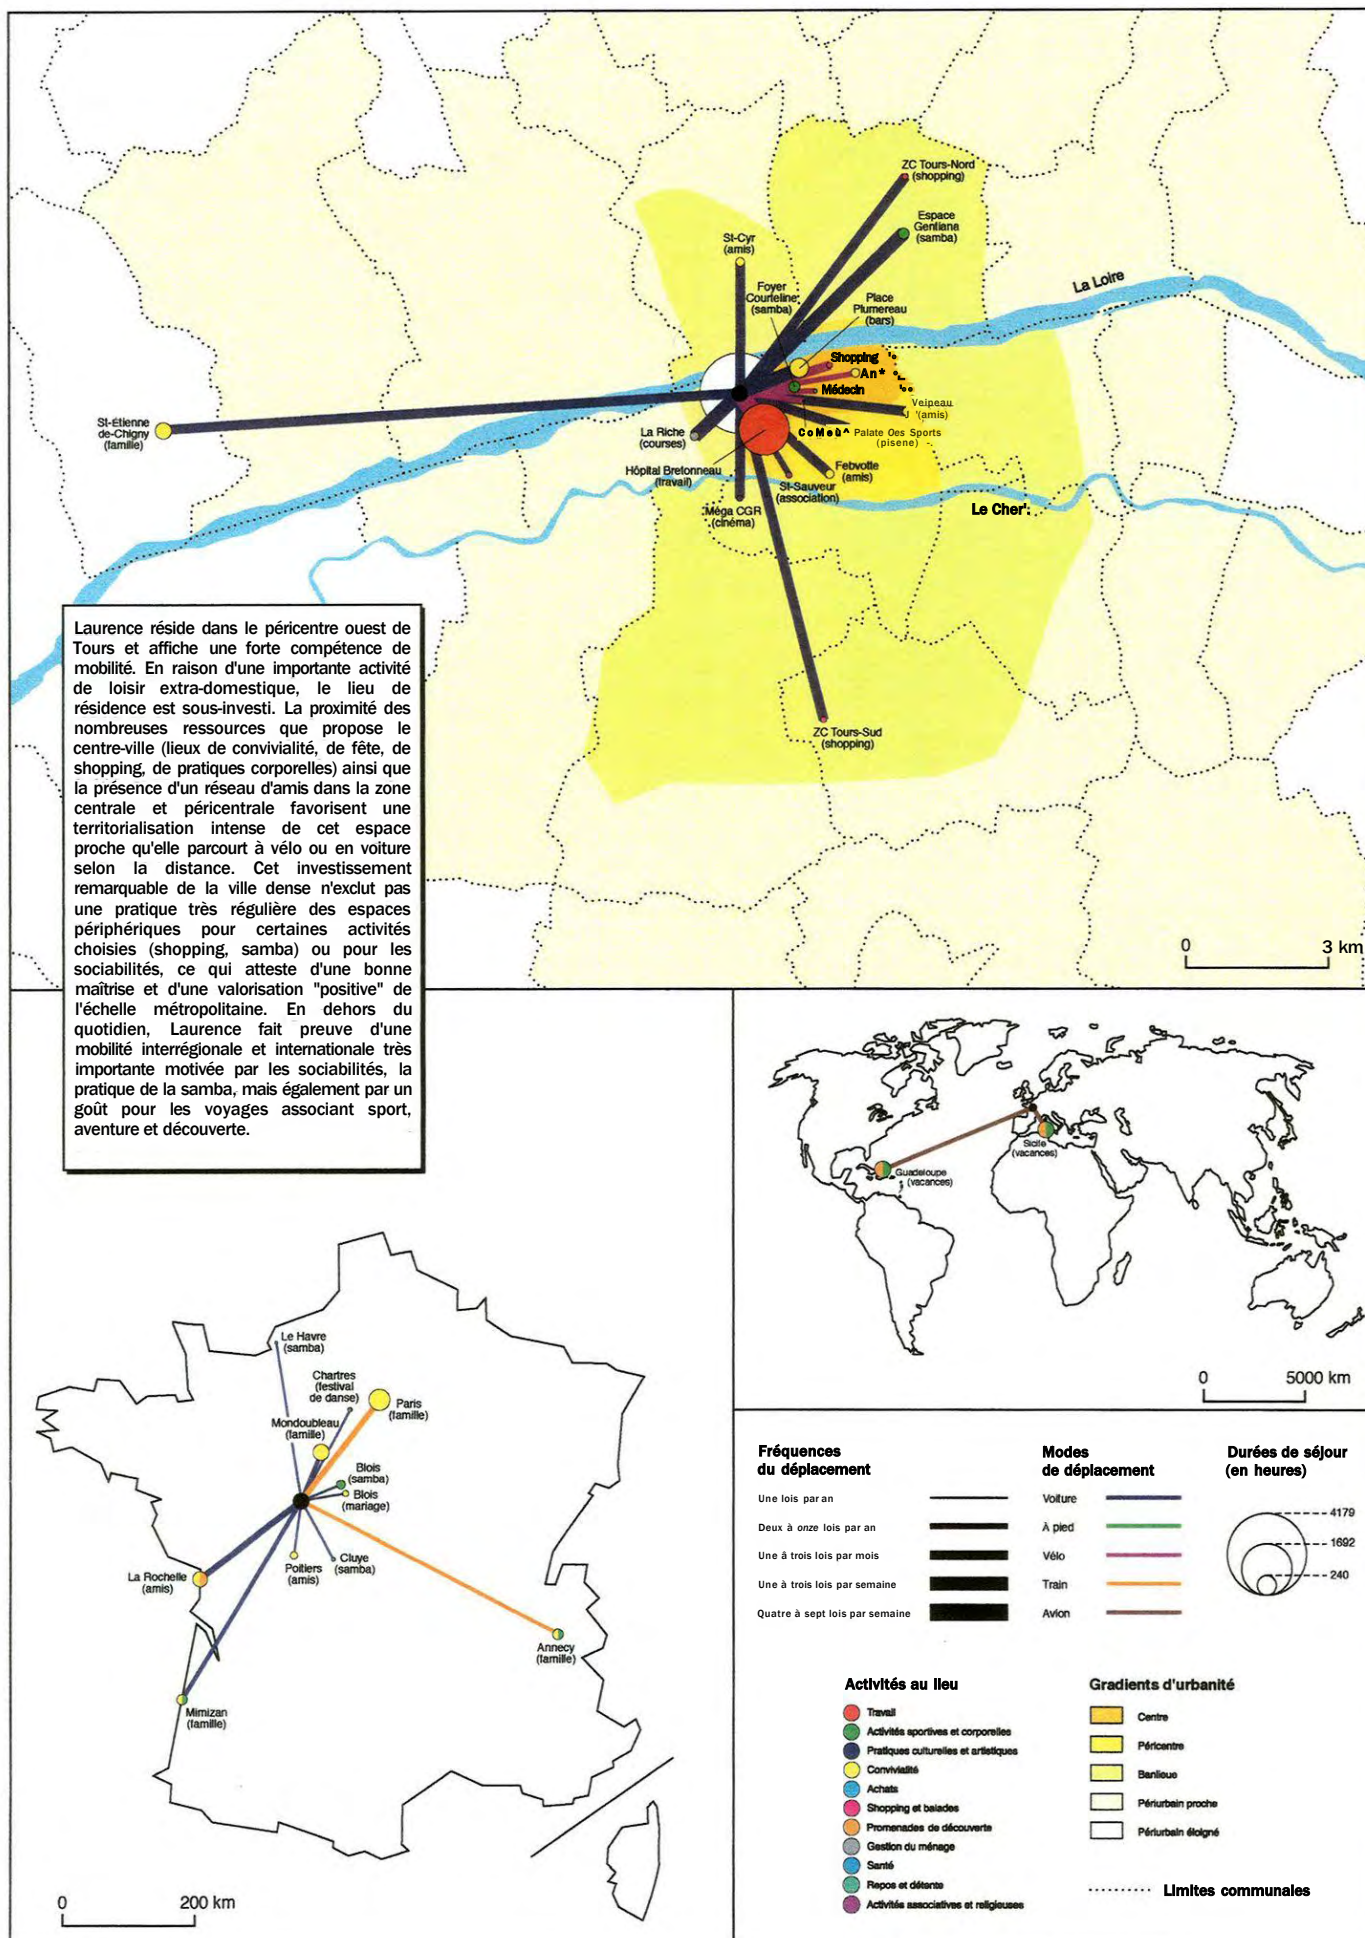 ZC Tours-Nord
(shopping)
Espace
Gentiana
(samba)
St-Cyr
(amis)
Foyer
Courteline
(samba)
Place
Plumereau
(bars)
La Loire
Shopping
An*
Médecin
Veipeau
J '(amis)
St-Étienne
de-Chigny
(famille)
La Riche
(courses)
CoMeù^ Palate Oes Sports
(pisene)
Hôpital Bretonneau
(travail)
Febvotte
(amis)
St-Sauveur
(association)
Méga CGR
(cinéma)
Le Cher'.
ZC Tours-Sud
(shopping)
0 3 km
Laurence réside dans le péricentre ouest de
Tours et affiche une forte compétence de
mobilité. En raison d'une importante activité
de loisir extra-domestique, le lieu de
résidence est sous-investi. La proximité des
nombreuses ressources que propose le
centre-ville (lieux de convivialité, de fête, de
shopping, de pratiques corporelles) ainsi que
la présence d'un réseau d'amis dans la zone
centrale et péricentrale favorisent une
territorialisation intense de cet espace
proche qu'elle parcourt à vélo ou en voiture
selon la distance. Cet investissement
remarquable de la ville dense n'exclut pas
une pratique très régulière des espaces
périphériques pour certaines activités
choisies (shopping, samba) ou pour les
sociabilités, ce qui atteste d'une bonne
maîtrise et d'une valorisation "positive" de
l'échelle métropolitaine. En dehors du
quotidien, Laurence fait preuve d'une
mobilité interrégionale et internationale très
importante motivée par les sociabilités, la
pratique de la samba, mais également par un
goût pour les voyages associant sport,
aventure et découverte.
Sicile
(vacances)
Guadeloupe
(vacances)
0 5000 km
Le Havre
(samba)
Chartres
(festival
de danse)
Paris
(famille)
Mondoubleau
(famille)
Blois
(samba)
Blois
(mariage)
Poitiers
(amis)
Cluye
(samba)
La Rochelle
(amis)
Annecy
(famille)
Mimizan
(famille)
0 200 km
Fréquences
du déplacement
Une lois par an
Deux à onze lois par an
Une â trois lois par mois
Une à trois lois par semaine
Quatre à sept lois par semaine
Modes
de déplacement
Voiture
À pied
Vélo
Train
Avion
Durées de séjour
(en heures)
4179
1692
240
Activités au lieu
Travail
Activités sportives et corporelles
Pratiques culturelles et artistiques
Convivialité
Achats
Shopping et balades
Promenades de découverte
Gestion du ménage
Santé
Repos et détente
Activités associatives et religieuses
Gradients d'urbanité
Centre
Péricentre
Banlieue
Périurbain proche
Périurbain éloigné
Limites communales